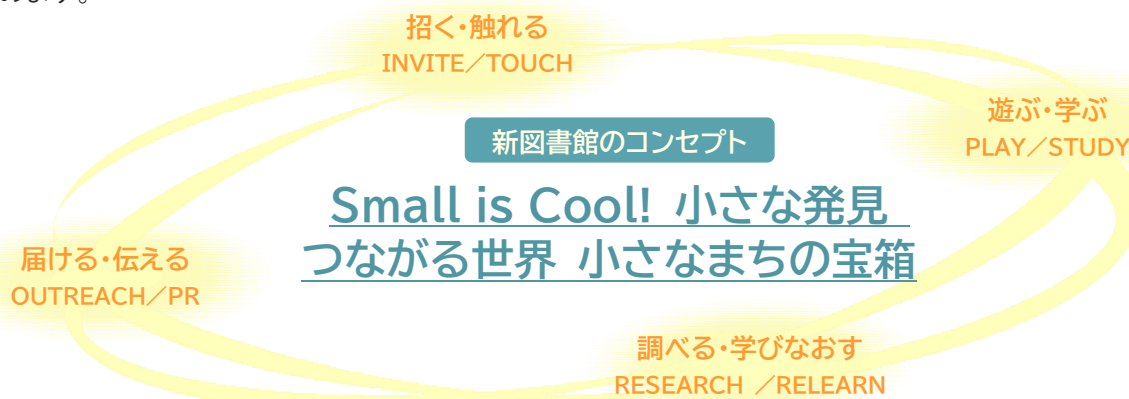 招く・触れる
INVITE／TOUCH
遊ぶ・学ぶ
PLAY／STUDY
新図書館のコンセプト
Small is Cool! 小さな発見
つながる世界 小さなまちの宝箱
届ける・伝える
OUTREACH／PR
調べる・学びなおす
RESEARCH ／RELEARN